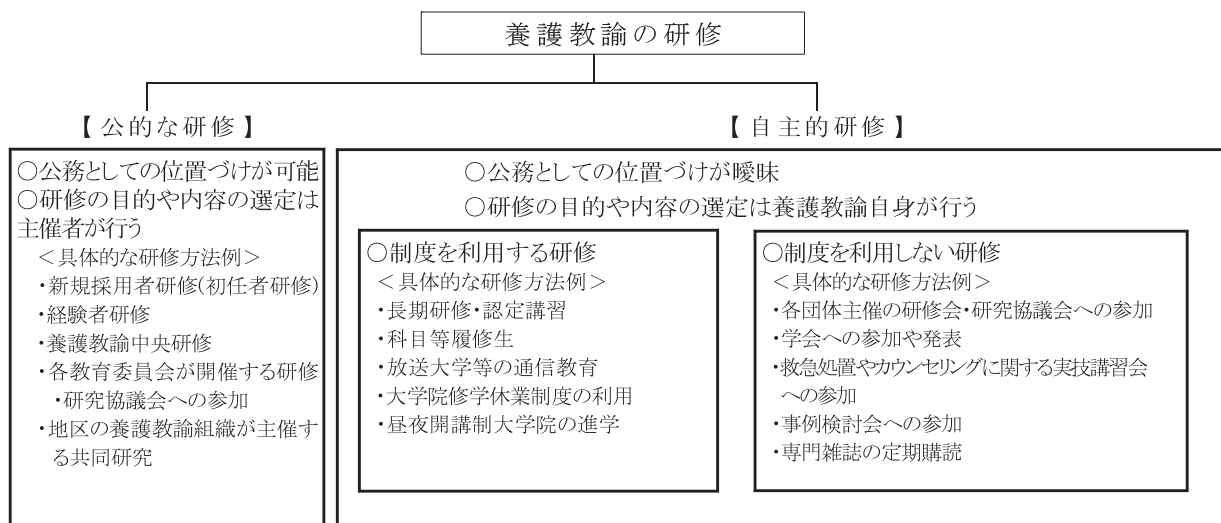 養護教諭の研修
【公的な研修】
○公務としての位置づけが可能
○研修の目的や内容の選定は
主催者が行う
＜具体的な研修方法例＞
・新規採用者研修(初任者研修)
・経験者研修
・養護教諭中央研修
・各教育委員会が開催する研修
・研究協議会への参加
・地区の養護教諭組織が主催す
る共同研究
【自主的研修】
○公務としての位置づけが曖昧
○研修の目的や内容の選定は養護教諭自身が行う
○制度を利用する研修
＜具体的な研修方法例＞
・長期研修・認定講習
・科目等履修生
・放送大学等の通信教育
・大学院修学休業制度の利用
・昼夜開講制大学院の進学
○制度を利用しない研修
＜具体的な研修方法例＞
・各団体主催の研修会・研究協議会への参加
・学会への参加や発表
・救急処置やカウンセリングに関する実技講習会
への参加
・事例検討会への参加
・専門雑誌の定期購読